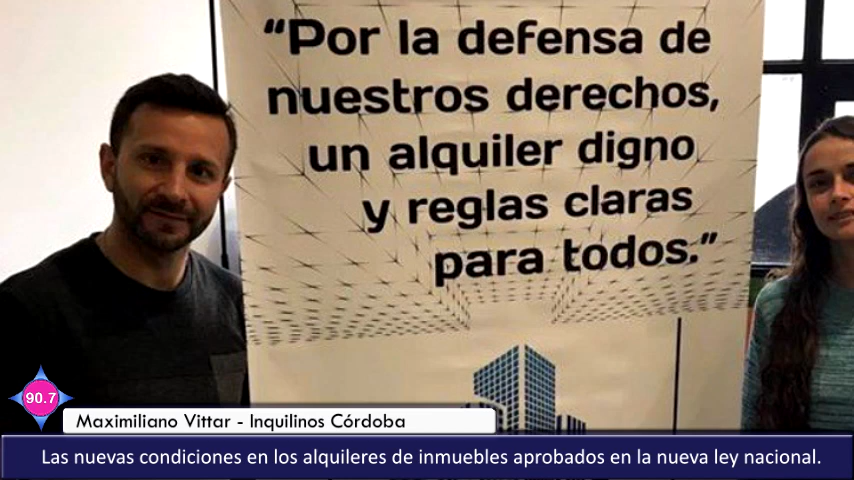 “Por la defensa de
nuestros derechos,
un alquiler digno
y reglas claras
para todos.”
90.7
Maximiliano Vittar - Inquilinos Córdoba
Las nuevas condiciones en los alquileres de inmuebles aprobados en la nueva ley nacional.